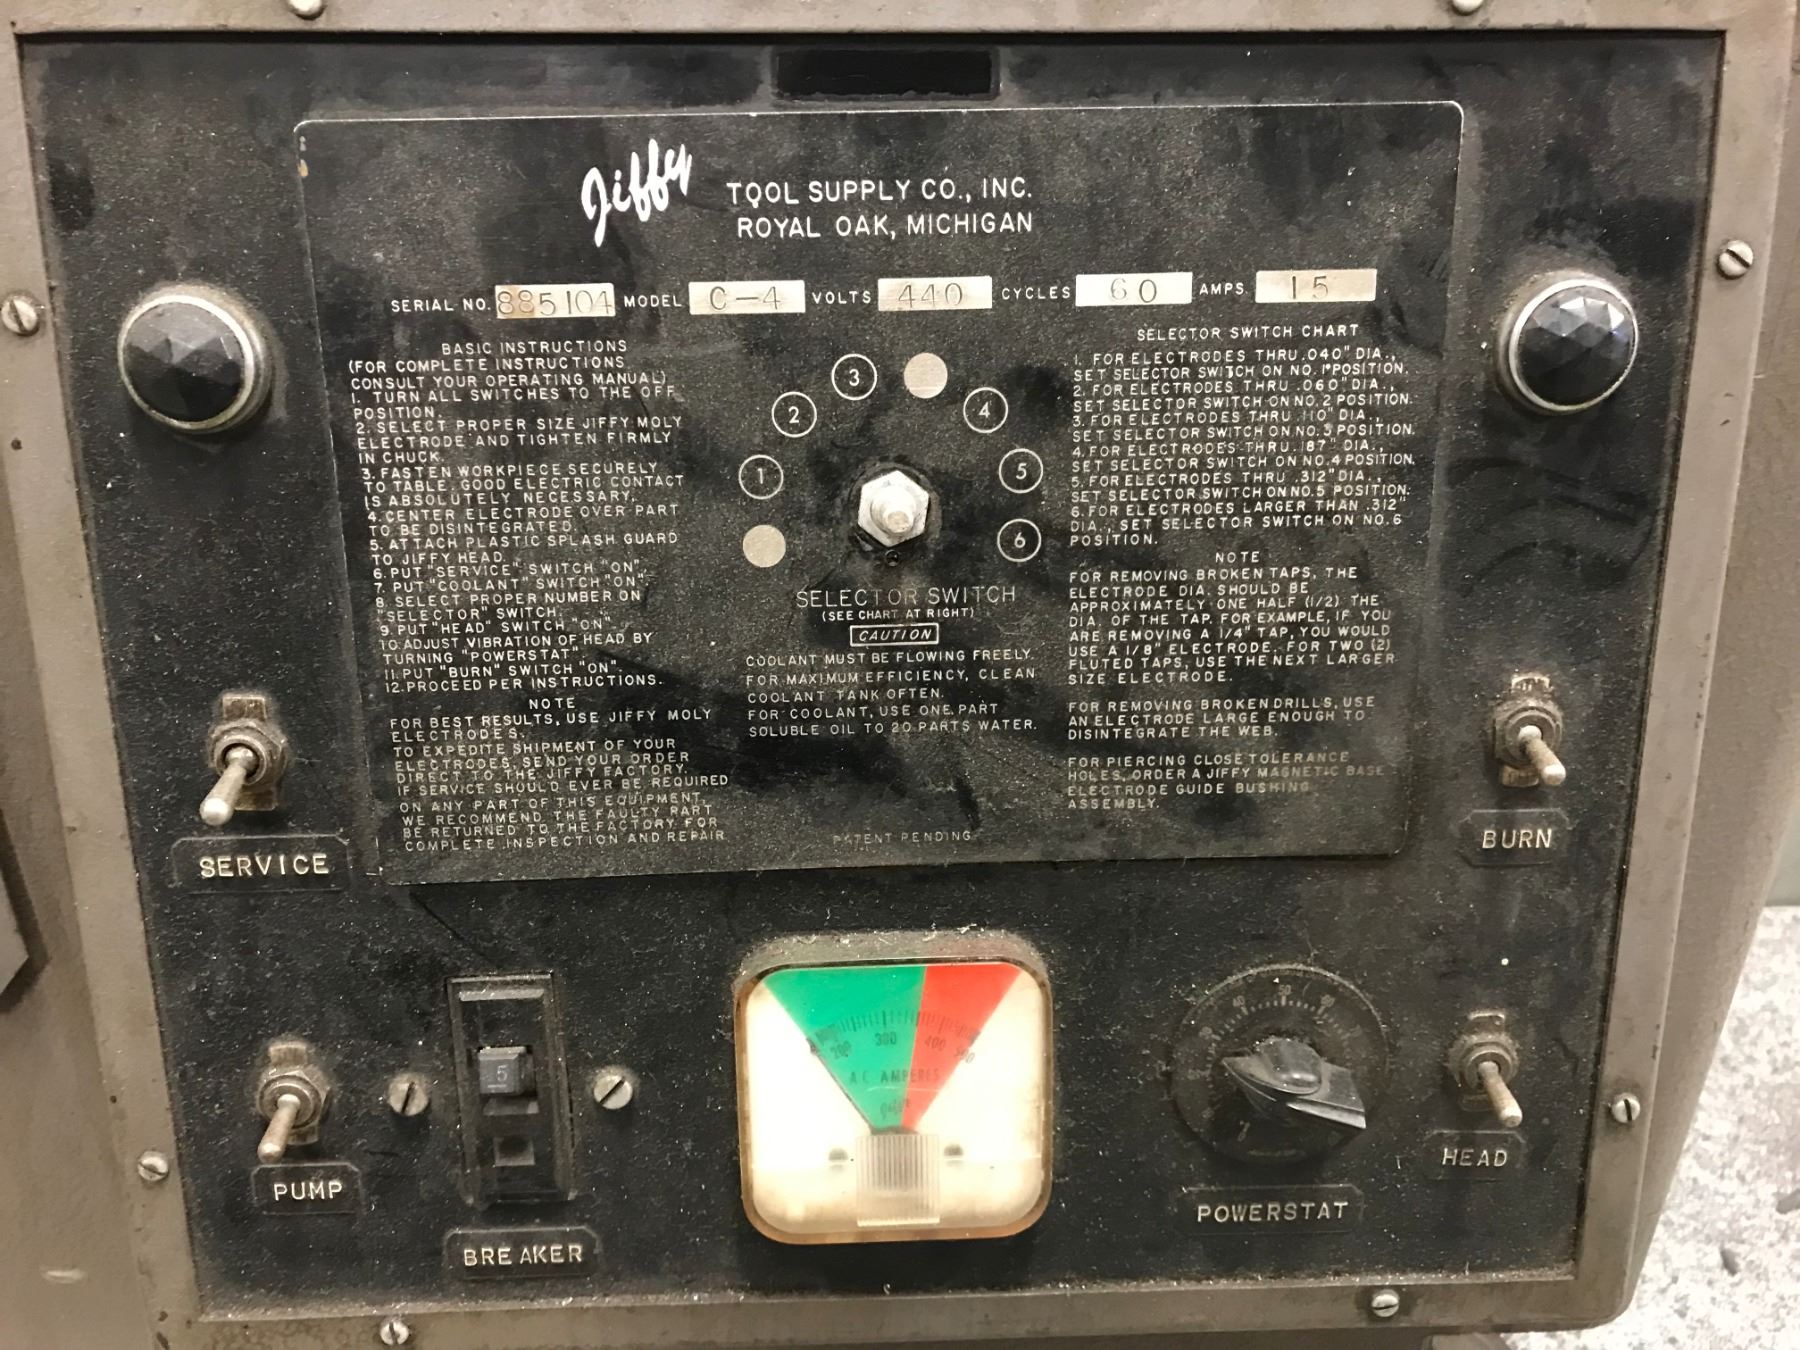 Jiffy TOOL SUPPLY CO., INC.
ROYAL OAK, MICHIGAN
SERIAL NO. 885104 MODEL C-4 VOLTS 440 CYCLES 60 AMPS 15
BASIC INSTRUCTIONS
(FOR COMPLETE INSTRUCTIONS
CONSULT YOUR OPERATING MANUAL)
1. TURN ALL SWITCHES TO THE OFF
POSITION.
2. SELECT PROPER SIZE JIFFY MOLY
ELECTRODE AND TIGHTEN FIRMLY
IN CHUCK.
3. FASTEN WORKPIECE SECURELY
TO TABLE. GOOD ELECTRIC CONTACT
IS ABSOLUTELY NECESSARY.
4. CENTER ELECTRODE OVER PART
TO BE DISINTEGRATED.
5. ATTACH PLASTIC SPLASH GUARD
TO JIFFY HEAD.
6. PUT "SERVICE" SWITCH "ON".
7. PUT "COOLANT" SWITCH "ON".
8. SELECT PROPER NUMBER ON
"SELECTOR" SWITCH.
9. PUT "HEAD" SWITCH "ON".
10. ADJUST VIBRATION OF HEAD BY
TURNING "POWERSTAT".
11. PUT "BURN" SWITCH "ON".
12. PROCEED PER INSTRUCTIONS.
NOTE
FOR BEST RESULTS, USE JIFFY MOLY
ELECTRODES.
TO EXPEDITE SHIPMENT OF YOUR
ELECTRODES, SEND YOUR ORDER
DIRECT TO THE JIFFY FACTORY.
IF SERVICE SHOULD EVER BE REQUIRED
ON ANY PART OF THIS EQUIPMENT,
WE RECOMMEND THE FAULTY PART
BE RETURNED TO THE FACTORY FOR
COMPLETE INSPECTION AND REPAIR
1
2
3
4
5
6
SELECTOR SWITCH
(SEE CHART AT RIGHT)
CAUTION
COOLANT MUST BE FLOWING FREELY.
FOR MAXIMUM EFFICIENCY, CLEAN
COOLANT TANK OFTEN.
FOR COOLANT, USE ONE PART
SOLUBLE OIL TO 20 PARTS WATER.
PATENT PENDING
SELECTOR SWITCH CHART
1. FOR ELECTRODES THRU .040" DIA.,
SET SELECTOR SWITCH ON NO. 1 POSITION.
2. FOR ELECTRODES THRU .060" DIA.,
SET SELECTOR SWITCH ON NO. 2 POSITION.
3. FOR ELECTRODES THRU .110" DIA.,
SET SELECTOR SWITCH ON NO. 3 POSITION.
4. FOR ELECTRODES THRU .187" DIA.,
SET SELECTOR SWITCH ON NO. 4 POSITION.
5. FOR ELECTRODES THRU .312" DIA.,
SET SELECTOR SWITCH ON NO. 5 POSITION.
6. FOR ELECTRODES LARGER THAN .312"
DIA., SET SELECTOR SWITCH ON NO. 6
POSITION.
NOTE
FOR REMOVING BROKEN TAPS, THE
ELECTRODE DIA. SHOULD BE
APPROXIMATELY ONE HALF (1/2) THE
DIA. OF THE TAP. FOR EXAMPLE, IF YOU
ARE REMOVING A 1/4" TAP, YOU WOULD
USE A 1/8" ELECTRODE. FOR TWO (2)
FLUTED TAPS, USE THE NEXT LARGER
SIZE ELECTRODE.
FOR REMOVING BROKEN DRILLS, USE
AN ELECTRODE LARGE ENOUGH TO
DISINTEGRATE THE WEB.
FOR PIERCING CLOSE TOLERANCE
HOLES, ORDER A JIFFY MAGNETIC BASE
ELECTRODE GUIDE BUSHING
ASSEMBLY.
SERVICE
BURN
PUMP
15
BREAKER
200 300 400 500
A C AMPERES
Jiffy
40 50 60
POWERSTAT
HEAD